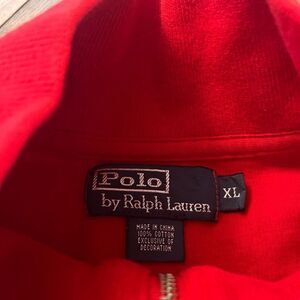 Polo
by Ralph Lauren
XL
MADE IN CHINA
100% COTTON
EXCLUSIVE OF
DECORATION